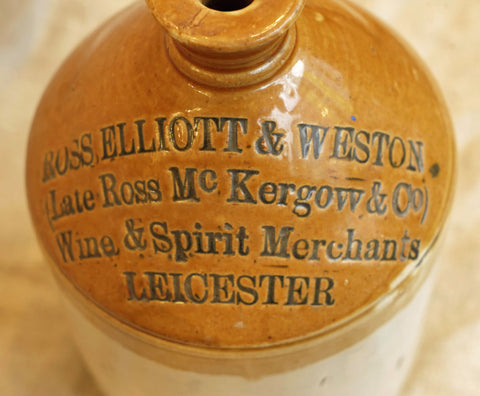 ROSS, ELLIOTT & WESTON.
(Late Ross Mc Kergow & Co)
Wine & Spirit Merchants
LEICESTER